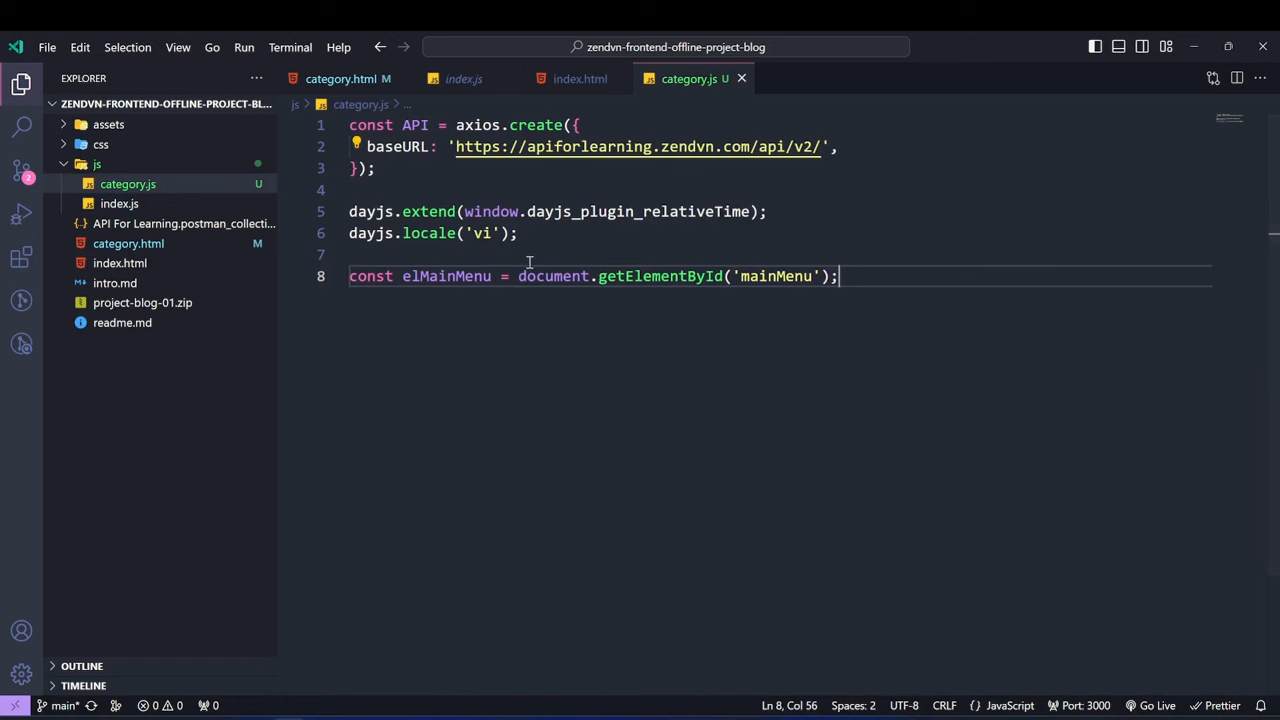 File Edit Selection View Go Run Terminal Help
zendvn-frontend-offline-project-blog
EXPLORER
category.html M
index.js
index.html
category.js U
ZENDVN-FRONTEND-OFFLINE-PROJECT-BL...
assets
css
js
category.js U
index.js
API For Learning.postman_collecti...
category.html M
index.html
intro.md
project-blog-01.zip
readme.md
OUTLINE
TIMELINE
2
js > category.js > ...
1 const API = axios.create({
2 baseURL: 'https://apiforlearning.zendvn.com/api/v2/',
3 });
4
5 dayjs.extend(window.dayjs_plugin_relativeTime);
6 dayjs.locale('vi');
7
8 const elMainMenu = document.getElementById('mainMenu');
main* 0 0 0 Ln 8, Col 56 Spaces: 2 UTF-8 CRLF {} JavaScript Port: 3000 Go Live Prettier